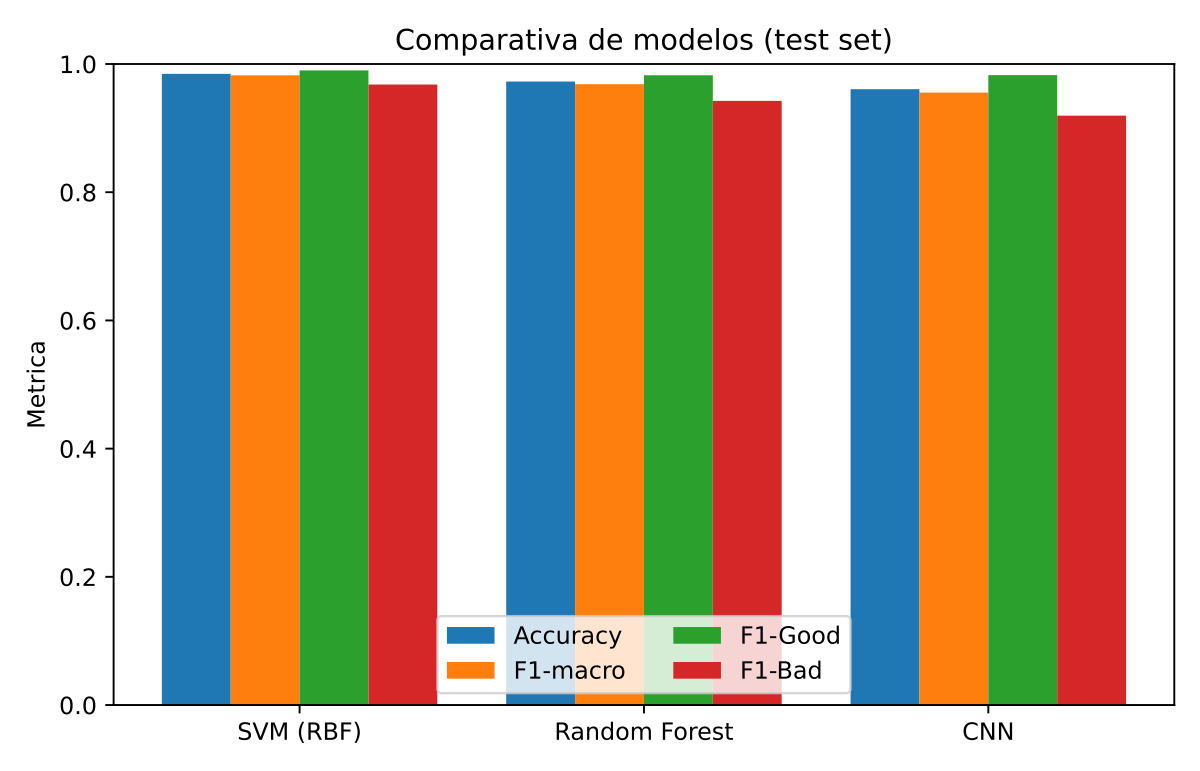 Comparativa de modelos (test set)
Metrica
1.0
0.8
0.6
0.4
0.2
0.0
Accuracy
F1-macro
F1-Good
F1-Bad
SVM (RBF)
Random Forest
CNN